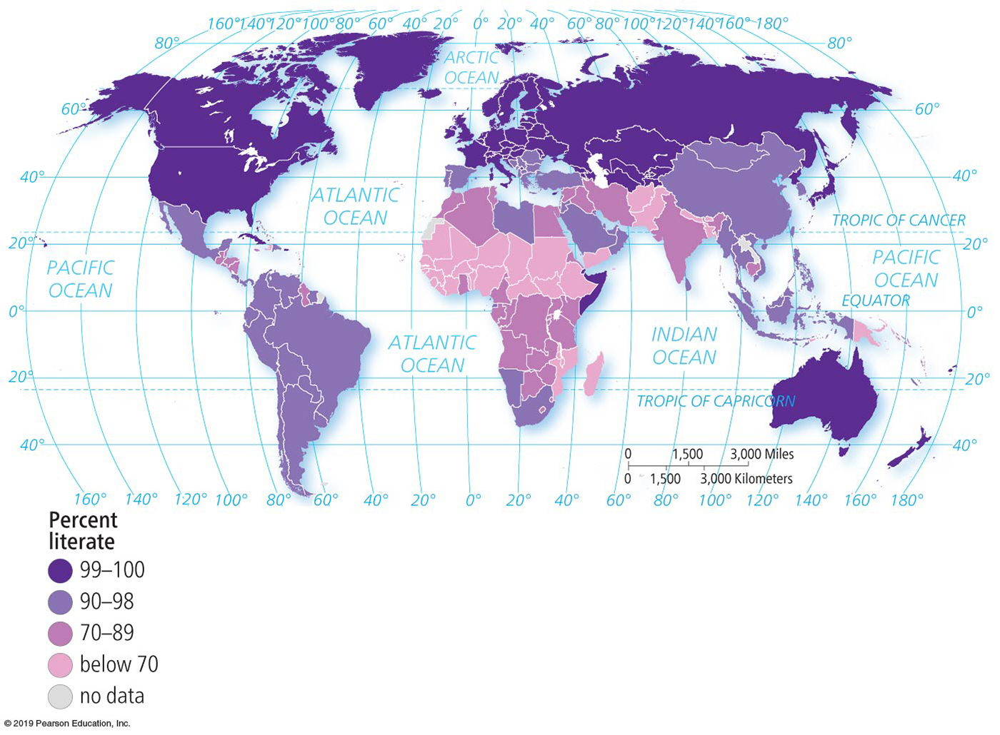 160° 140° 120° 100° 80° 60° 40° 20° 0° 20° 40° 60° 80° 100° 120° 140° 160° 180°
80° 80°
ARCTIC
OCEAN
60° 60°
40° 40°
ATLANTIC
OCEAN
TROPIC OF CANCER
20° 20°
PACIFIC
OCEAN
PACIFIC
OCEAN
EQUATOR
0° 0°
ATLANTIC
OCEAN
INDIAN
OCEAN
20° 20°
TROPIC OF CAPRICORN
40° 40°
0 1,500 3,000 Miles
0 1,500 3,000 Kilometers
160° 140° 120° 100° 80° 60° 40° 20° 0° 20° 40° 60° 80° 100° 120° 140° 160° 180°
Percent
literate
99–100
90–98
70–89
below 70
no data
© 2019 Pearson Education, Inc.